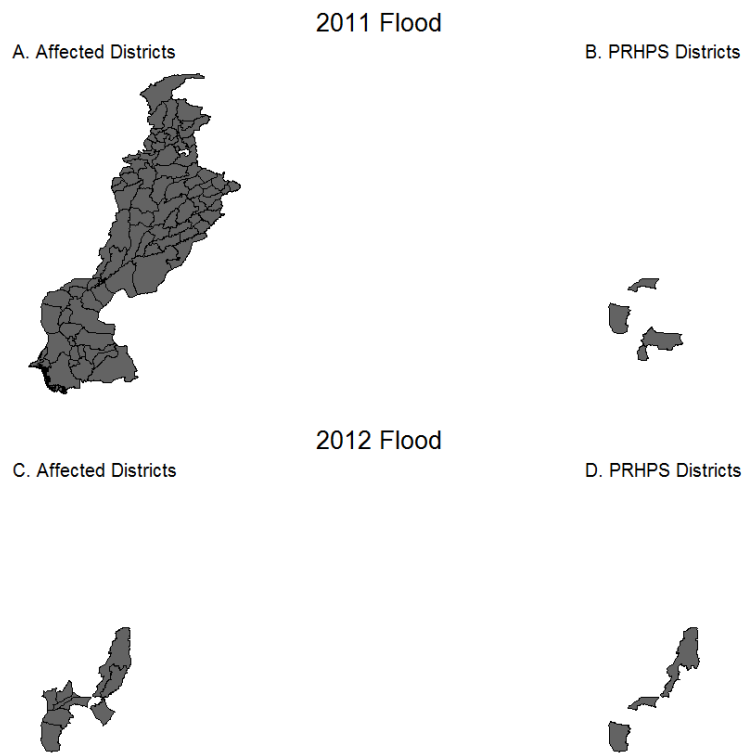 2011 Flood
A. Affected Districts
B. PRHPS Districts
2012 Flood
C. Affected Districts
D. PRHPS Districts